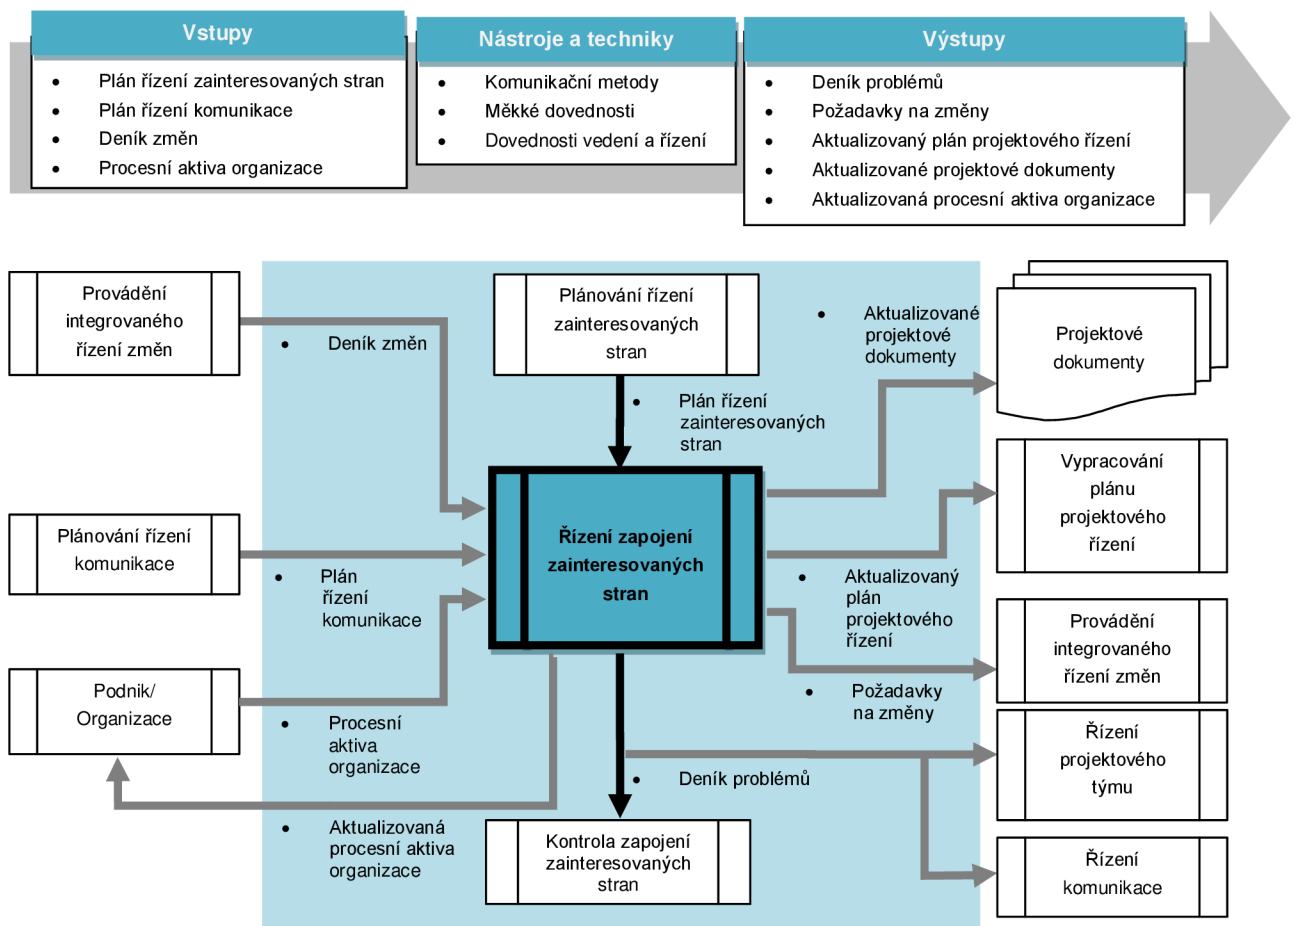 Vstupy
• Plán řízení zainteresovaných stran
• Plán řízení komunikace
• Deník změn
• Procesní aktiva organizace
Nástroje a techniky
• Komunikační metody
• Měkké dovednosti
• Dovednosti vedení a řízení
Výstupy
• Deník problémů
• Požadavky na změny
• Aktualizovaný plán projektového řízení
• Aktualizované projektové dokumenty
• Aktualizovaná procesní aktiva organizace
Provádění
integrovaného
řízení změn
• Deník změn
Plánování řízení
zainteresovaných
stran
• Plán řízení
zainteresovaných
stran
• Aktualizované
projektové
dokumenty
Projektové
dokumenty
Plánování řízení
komunikace
• Plán
řízení
komunikace
Řízení zapojení
zainteresovaných
stran
• Aktualizovaný
plán
projektového
řízení
Vypracování
plánu
projektového
řízení
Podnik/
Organizace
• Procesní
aktiva
organizace
• Požadavky
na změny
Provádění
integrovaného
řízení změn
• Aktualizovaná
procesní aktiva
organizace
• Deník problémů
Kontrola zapojení
zainteresovaných
stran
Řízení
projektového
týmu
Řízení
komunikace